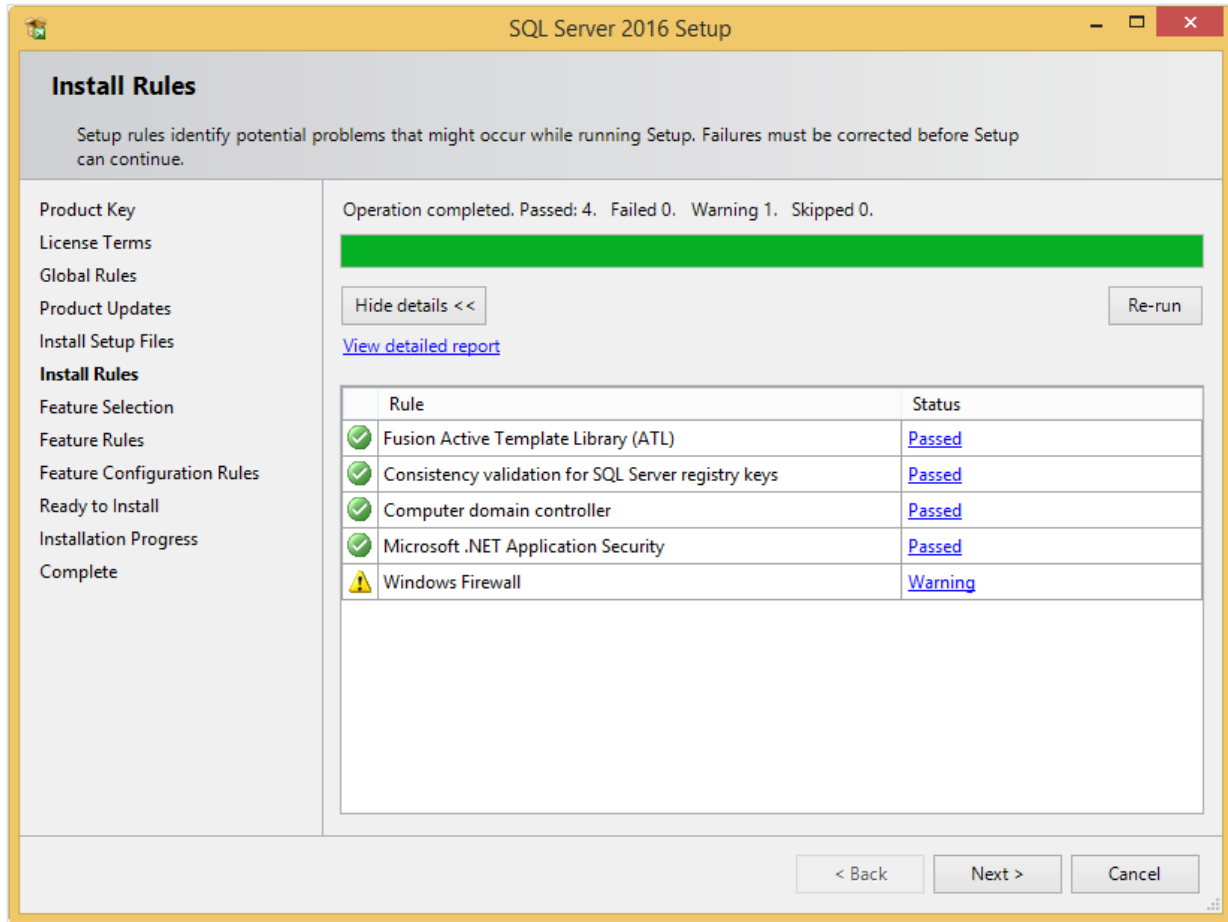 SQL Server 2016 Setup
Install Rules
Setup rules identify potential problems that might occur while running Setup. Failures must be corrected before Setup
can continue.
Product Key
License Terms
Global Rules
Product Updates
Install Setup Files
Install Rules
Feature Selection
Feature Rules
Feature Configuration Rules
Ready to Install
Installation Progress
Complete
Operation completed. Passed: 4.   Failed 0.   Warning 1.   Skipped 0.
Hide details <<
Re-run
View detailed report
Rule Status
Fusion Active Template Library (ATL) Passed
Consistency validation for SQL Server registry keys Passed
Computer domain controller Passed
Microsoft .NET Application Security Passed
Windows Firewall Warning
< Back
Next >
Cancel